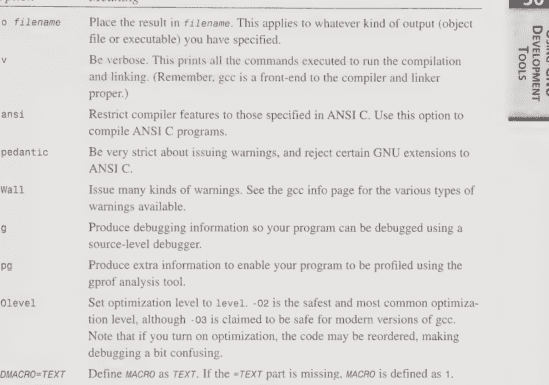 Meaning
o filename Place the result in filename. This applies to whatever kind of output (object
file or executable) you have specified.
v Be verbose. This prints all the commands executed to run the compilation
and linking. (Remember, gcc is a front-end to the compiler and linker
proper.)
ansi Restrict compiler features to those specified in ANSI C. Use this option to
compile ANSI C programs.
pedantic Be very strict about issuing warnings, and reject certain GNU extensions to
ANSI C.
Wall Issue many kinds of warnings. See the gcc info page for the various types of
warnings available.
g Produce debugging information so your program can be debugged using a
source-level debugger.
pg Produce extra information to enable your program to be profiled using the
gprof analysis tool.
Olevel Set optimization level to level. -O2 is the safest and most common optimiza-
tion level, although -O3 is claimed to be safe for modern versions of gcc.
Note that if you turn on optimization, the code may be reordered, making
debugging a bit confusing.
DMACRO=TEXT Define MACRO as TEXT. If the =TEXT part is missing, MACRO is defined as 1.
USING GNU
DEVELOPMENT
TOOLS